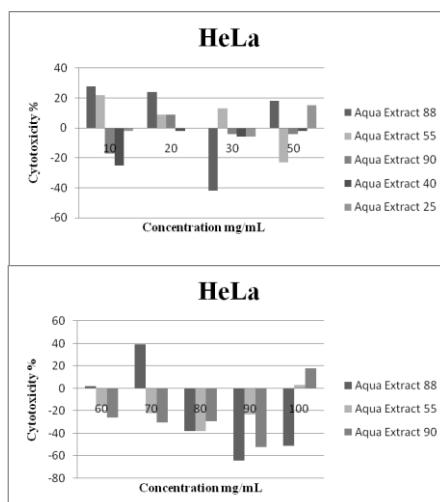 HeLa
40
20
0
-20
-40
-60
10 20 30 50
Cytotoxicity %
Concentration mg/mL
Aqua Extract 88
Aqua Extract 55
Aqua Extract 90
Aqua Extract 40
Aqua Extract 25
HeLa
60
40
20
0
-20
-40
-60
-80
60 70 80 90 100
Cytotoxicity %
Concentration mg/mL
Aqua Extract 88
Aqua Extract 55
Aqua Extract 90